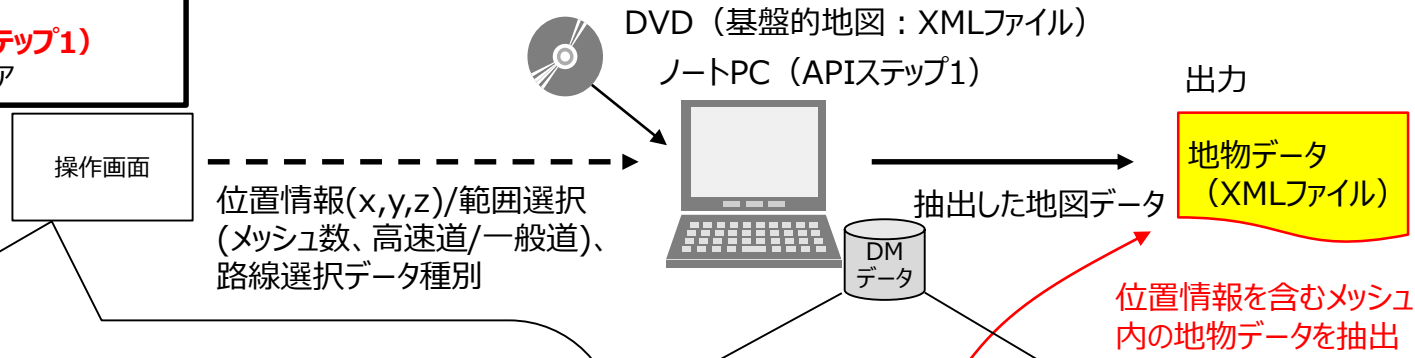 テップ1）
ア
DVD（基盤的地図：XMLファイル）
ノートPC（APIステップ1）
出力
操作画面
位置情報(x,y,z)/範囲選択
(メッシュ数、高速道/一般道)、
路線選択データ種別
DM
データ
抽出した地図データ
地物データ
（XMLファイル）
位置情報を含むメッシュ
内の地物データを抽出